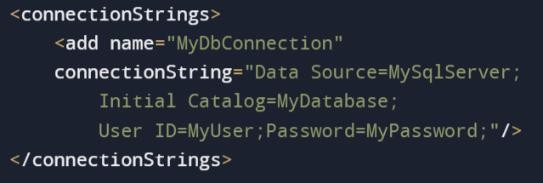 <connectionStrings>
<add name="MyDbConnection"
connectionString="Data Source=MySqlServer;
Initial Catalog=MyDatabase;
User ID=MyUser;Password=MyPassword;"/>
</connectionStrings>